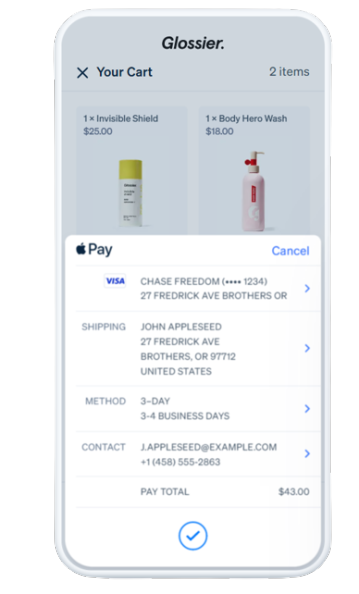 Glossier.
Your Cart 2 items
1 × Invisible Shield
$25.00
1 × Body Hero Wash
$18.00
Pay Cancel
VISA CHASE FREEDOM (•••• 1234)
27 FREDRICK AVE BROTHERS OR
SHIPPING JOHN APPLESEED
27 FREDRICK AVE
BROTHERS, OR 97712
UNITED STATES
METHOD 3–DAY
3-4 BUSINESS DAYS
CONTACT J.APPLESEED@EXAMPLE.COM
+1 (458) 555-2863
PAY TOTAL $43.00